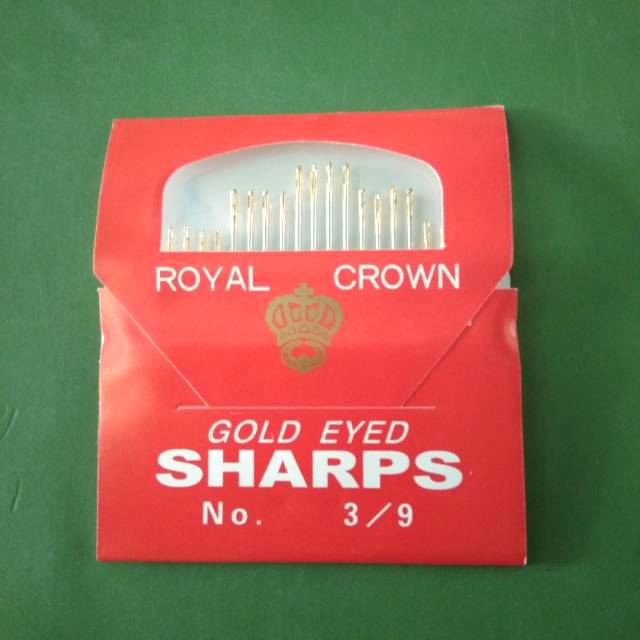 ROYAL CROWN
GOLD EYED
SHARPS
No. 3/9